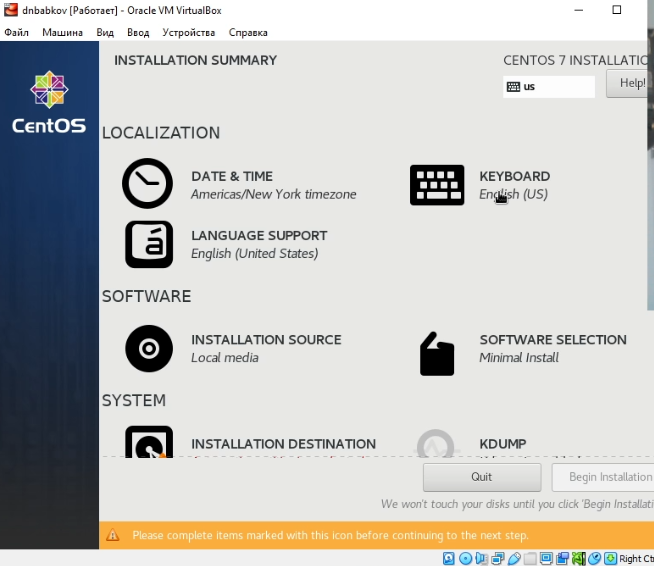 dnbabkov [Работает] - Oracle VM VirtualBox
Файл Машина Вид Ввод Устройства Справка
INSTALLATION SUMMARY
CENTOS 7 INSTALLATIO
us
Help!
CentOS
LOCALIZATION
DATE & TIME
Americas/New York timezone
KEYBOARD
English (US)
LANGUAGE SUPPORT
English (United States)
SOFTWARE
INSTALLATION SOURCE
Local media
SOFTWARE SELECTION
Minimal Install
SYSTEM
INSTALLATION DESTINATION
KDUMP
Quit
Begin Installation
We won't touch your disks until you click 'Begin Installati
Please complete items marked with this icon before continuing to the next step.
Right Ctr